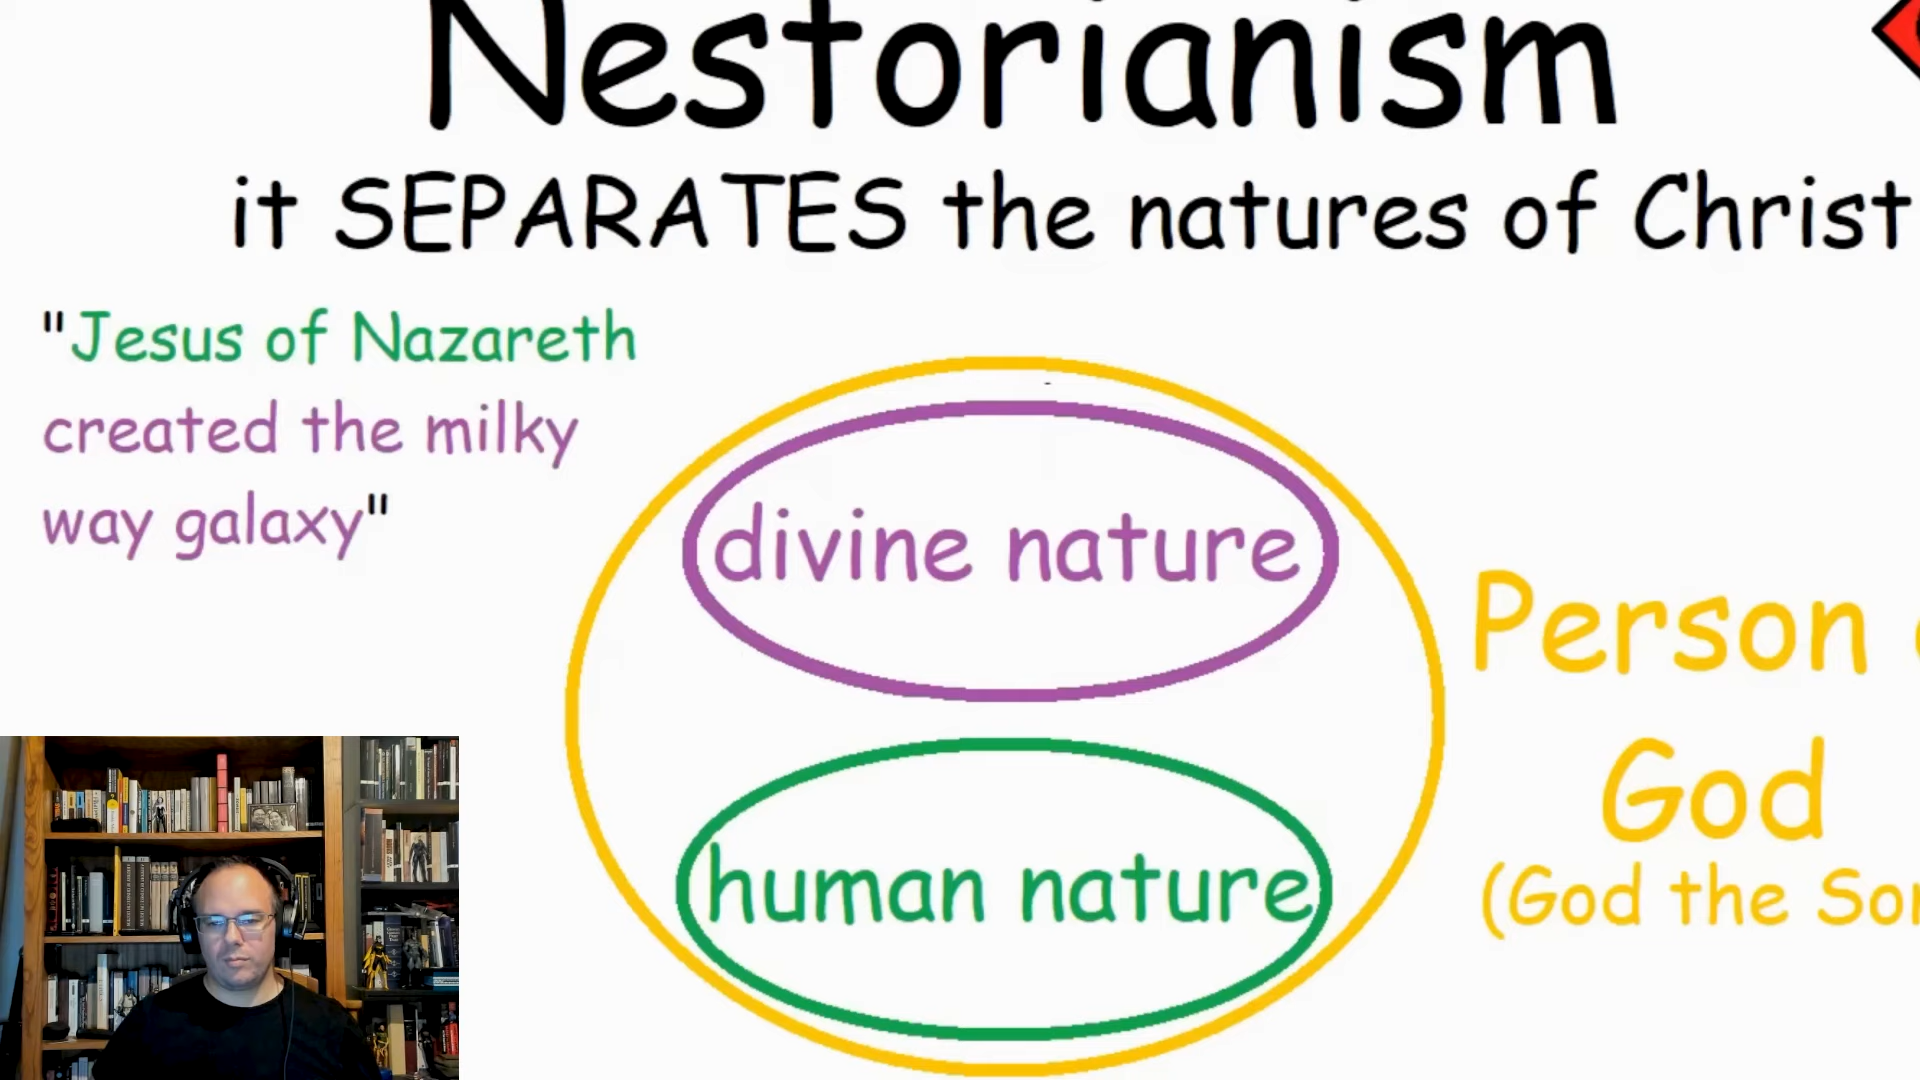 Nestorianism
it SEPARATES the natures of Christ
"Jesus of Nazareth
created the milky
way galaxy"
divine nature
human nature
Person
God
(God the Son